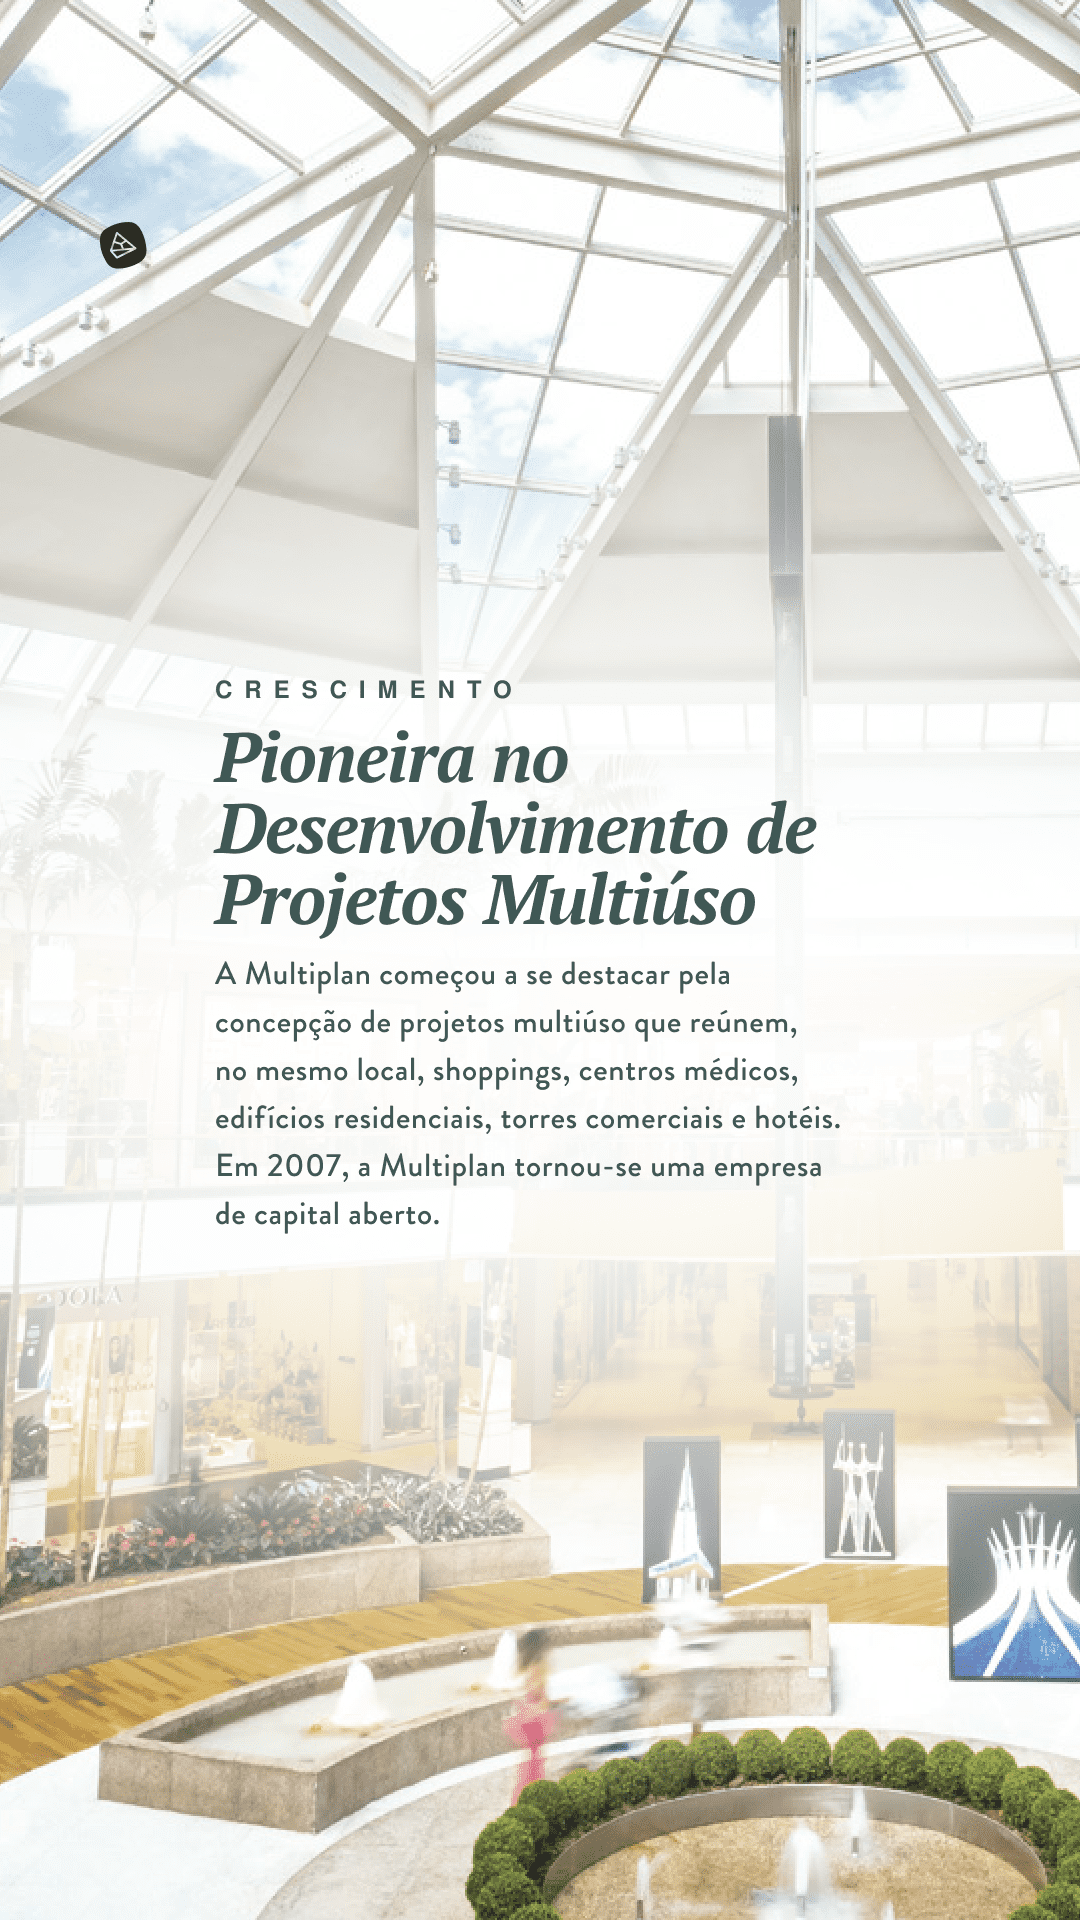 CRESCIMENTO
Pioneira no
Desenvolvimento de
Projetos Multiúso
A Multiplan começou a se destacar pela
concepção de projetos multiúso que reúnem,
no mesmo local, shoppings, centros médicos,
edifícios residenciais, torres comerciais e hotéis.
Em 2007, a Multiplan tornou-se uma empresa
de capital aberto.